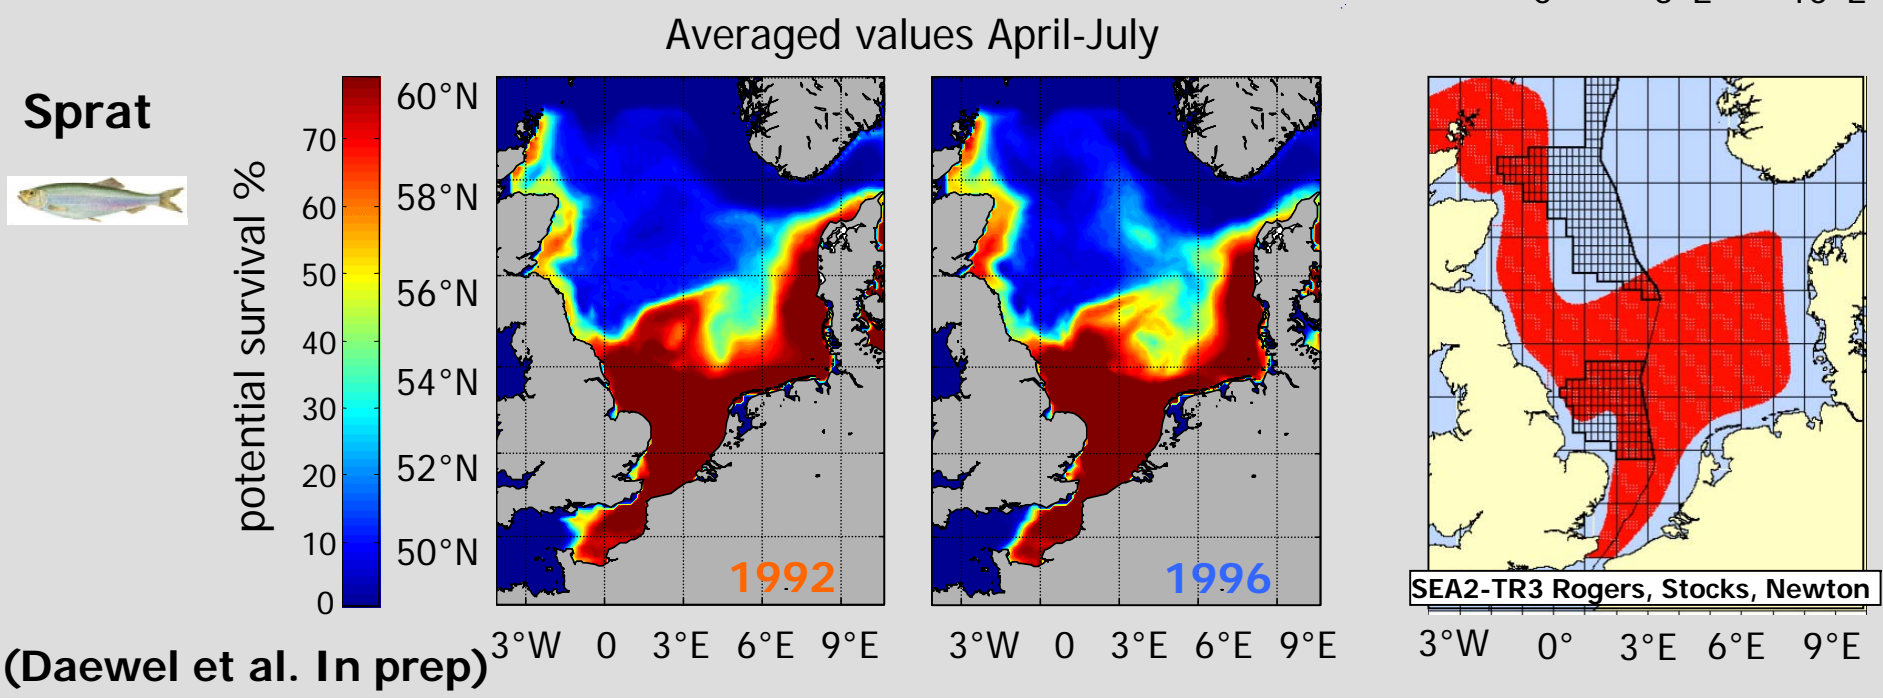 Averaged values April-July
Sprat
potential survival %
70
60
50
40
30
20
10
0
60°N
58°N
56°N
54°N
52°N
50°N
1992
1996
SEA2-TR3 Rogers, Stocks, Newton
3°W 0 3°E 6°E 9°E
3°W 0 3°E 6°E 9°E
3°W 0° 3°E 6°E 9°E
(Daewel et al. In prep)